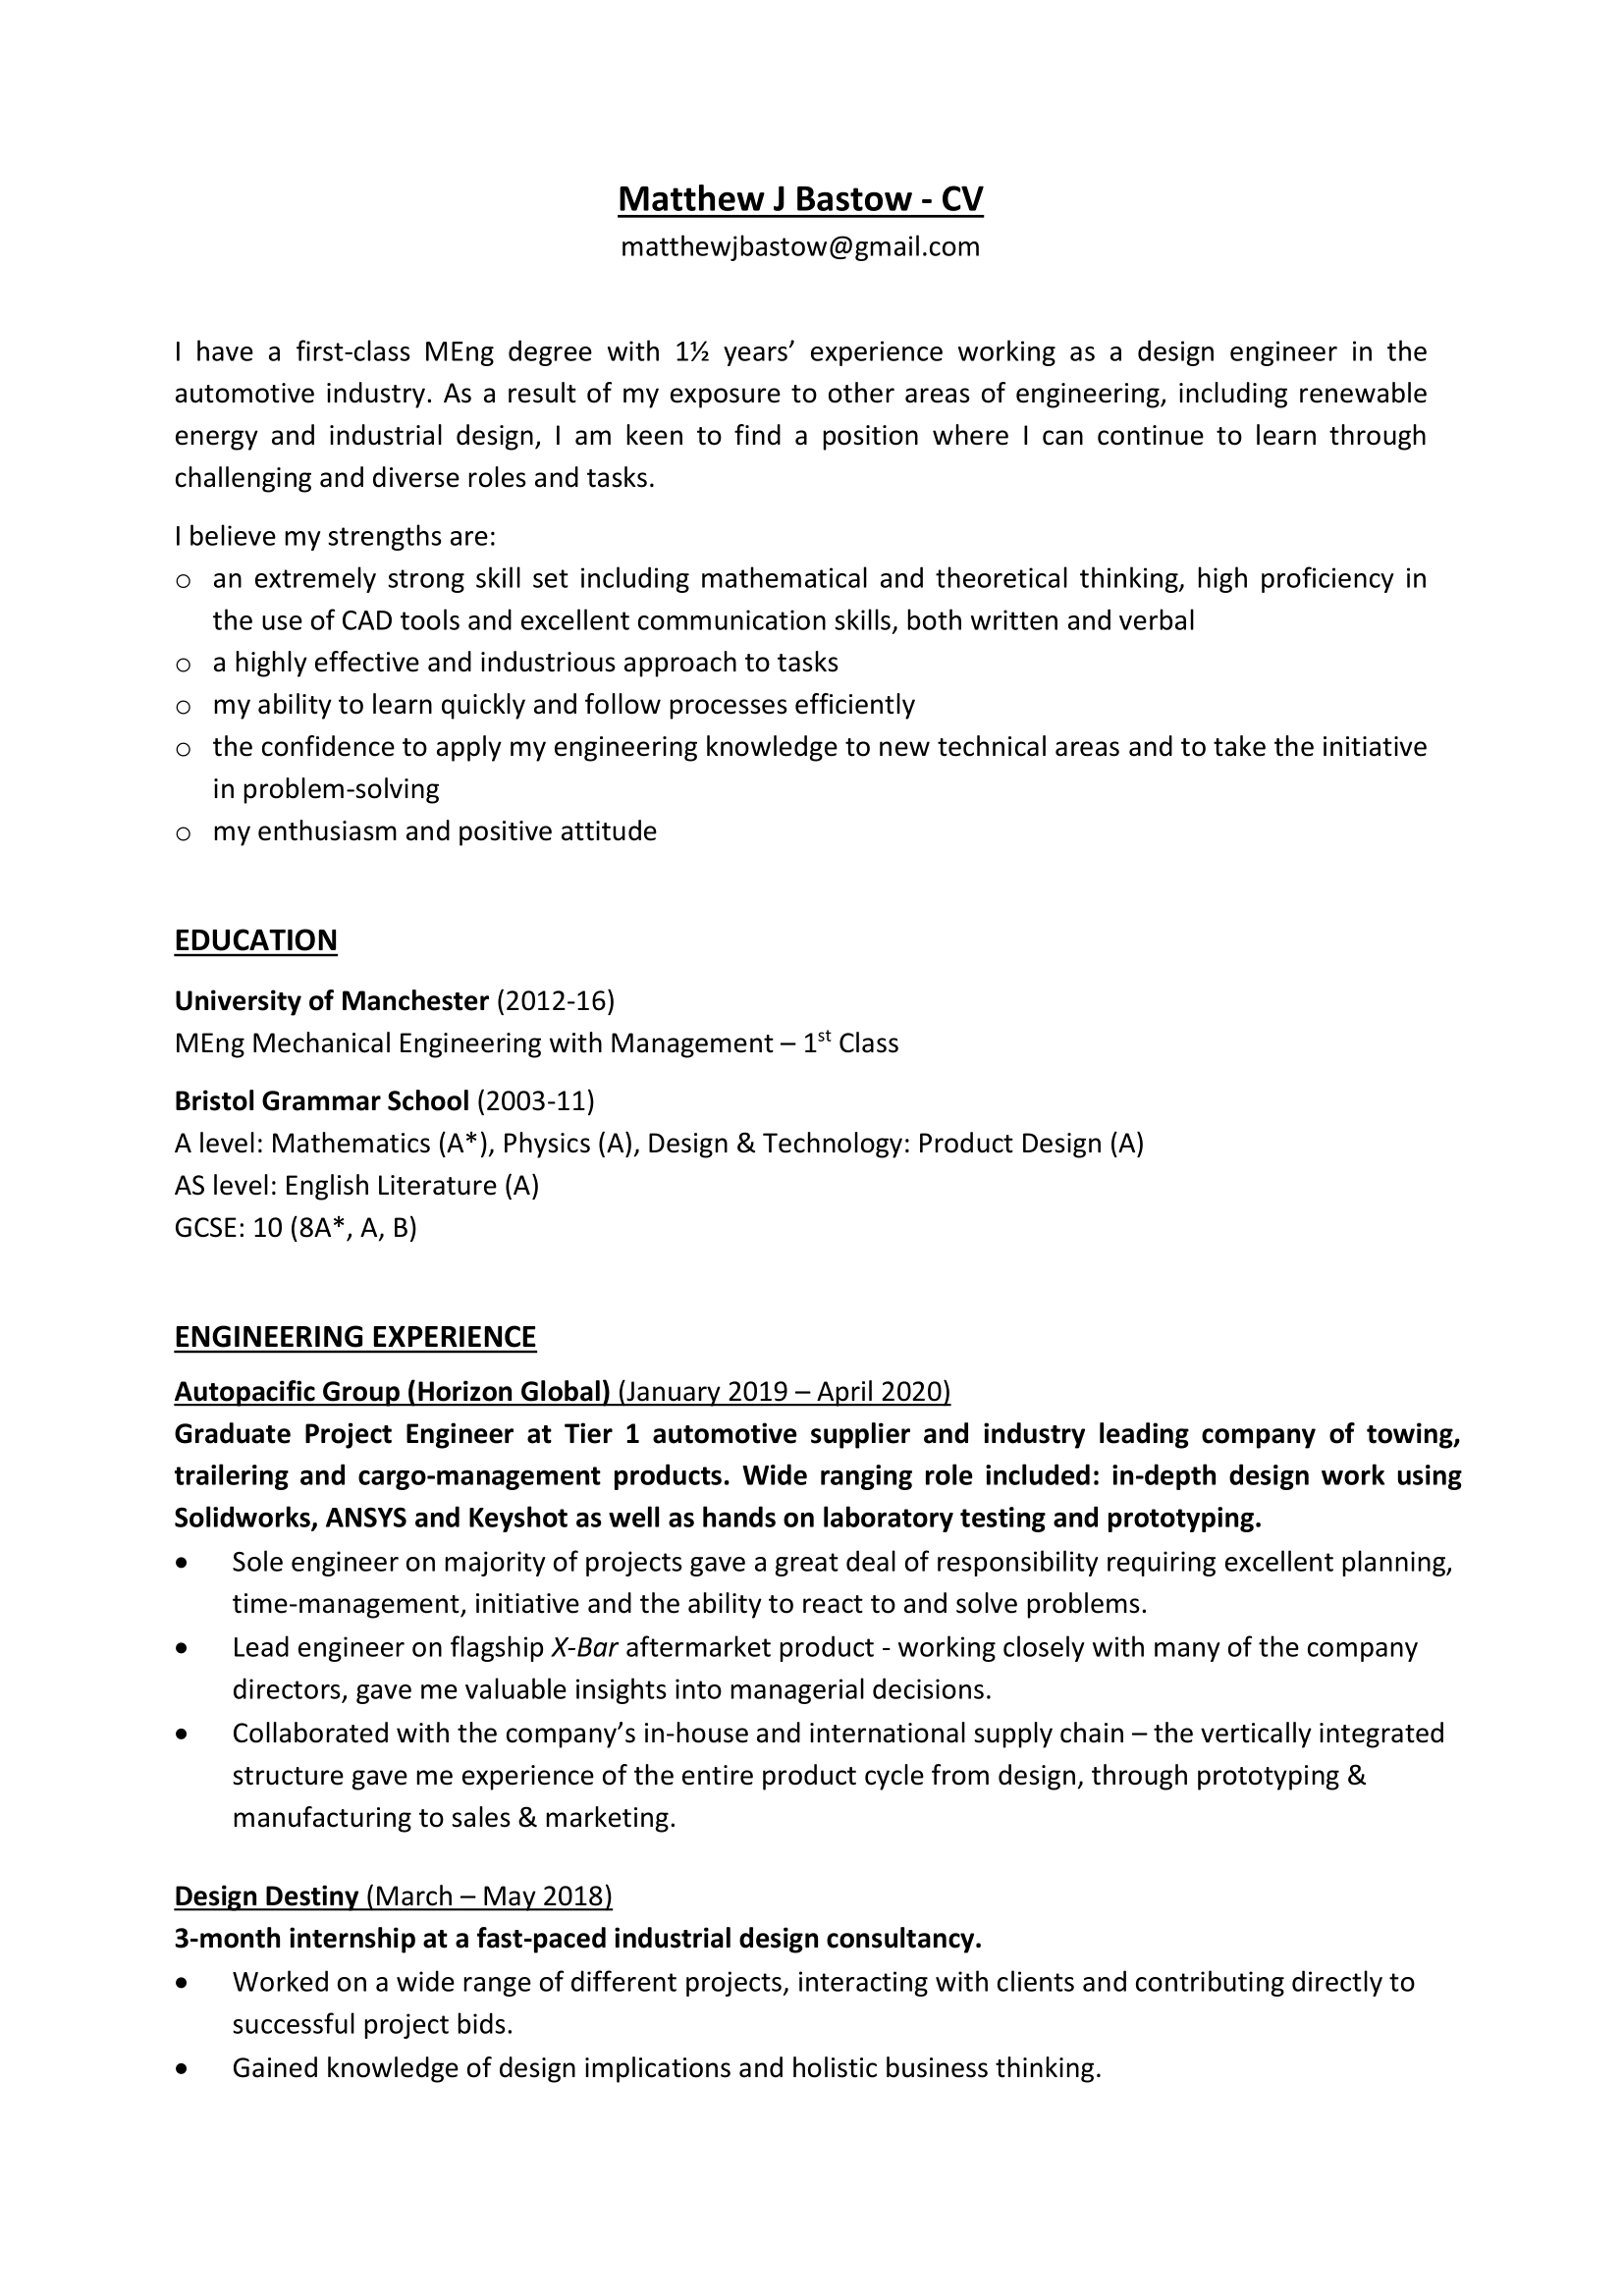 Matthew J Bastow - CV
matthewjbastow@gmail.com
I have a first-class MEng degree with 1½ years’ experience working as a design engineer in the
automotive industry. As a result of my exposure to other areas of engineering, including renewable
energy and industrial design, I am keen to find a position where I can continue to learn through
challenging and diverse roles and tasks.
I believe my strengths are:
o an extremely strong skill set including mathematical and theoretical thinking, high proficiency in
the use of CAD tools and excellent communication skills, both written and verbal
o a highly effective and industrious approach to tasks
o my ability to learn quickly and follow processes efficiently
o the confidence to apply my engineering knowledge to new technical areas and to take the initiative
in problem-solving
o my enthusiasm and positive attitude
EDUCATION
University of Manchester (2012-16)
MEng Mechanical Engineering with Management – 1st Class
Bristol Grammar School (2003-11)
A level: Mathematics (A*), Physics (A), Design & Technology: Product Design (A)
AS level: English Literature (A)
GCSE: 10 (8A*, A, B)
ENGINEERING EXPERIENCE
Autopacific Group (Horizon Global) (January 2019 – April 2020)
Graduate Project Engineer at Tier 1 automotive supplier and industry leading company of towing,
trailering and cargo-management products. Wide ranging role included: in-depth design work using
Solidworks, ANSYS and Keyshot as well as hands on laboratory testing and prototyping.
• Sole engineer on majority of projects gave a great deal of responsibility requiring excellent planning,
time-management, initiative and the ability to react to and solve problems.
• Lead engineer on flagship X-Bar aftermarket product - working closely with many of the company
directors, gave me valuable insights into managerial decisions.
• Collaborated with the company’s in-house and international supply chain – the vertically integrated
structure gave me experience of the entire product cycle from design, through prototyping &
manufacturing to sales & marketing.
Design Destiny (March – May 2018)
3-month internship at a fast-paced industrial design consultancy.
• Worked on a wide range of different projects, interacting with clients and contributing directly to
successful project bids.
• Gained knowledge of design implications and holistic business thinking.